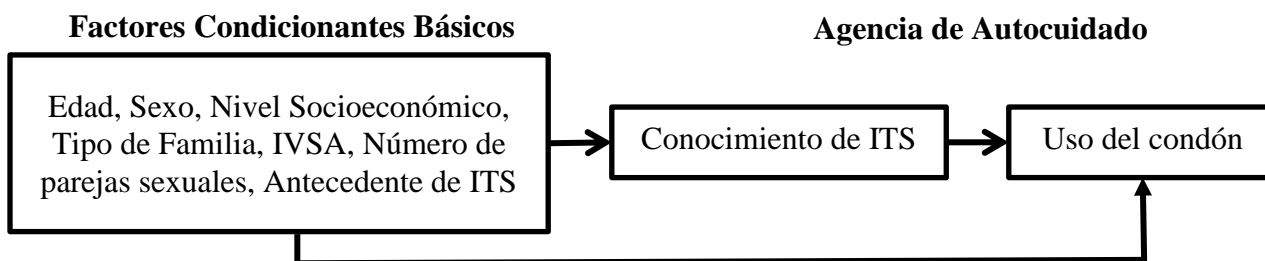 Factores Condicionantes Básicos
Agencia de Autocuidado
Edad, Sexo, Nivel Socioeconómico,
Tipo de Familia, IVSA, Número de
parejas sexuales, Antecedente de ITS
Conocimiento de ITS
Uso del condón